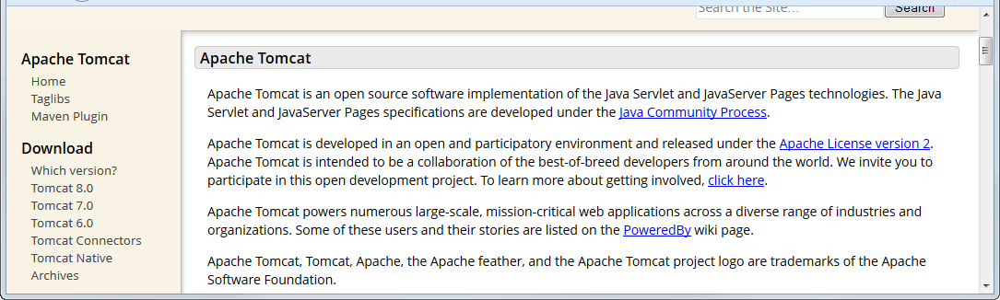 Search the Site...
Search
Apache Tomcat
Home
Taglibs
Maven Plugin
Download
Which version?
Tomcat 8.0
Tomcat 7.0
Tomcat 6.0
Tomcat Connectors
Tomcat Native
Archives
Apache Tomcat
Apache Tomcat is an open source software implementation of the Java Servlet and JavaServer Pages technologies. The Java
Servlet and JavaServer Pages specifications are developed under the Java Community Process.
Apache Tomcat is developed in an open and participatory environment and released under the Apache License version 2.
Apache Tomcat is intended to be a collaboration of the best-of-breed developers from around the world. We invite you to
participate in this open development project. To learn more about getting involved, click here.
Apache Tomcat powers numerous large-scale, mission-critical web applications across a diverse range of industries and
organizations. Some of these users and their stories are listed on the PoweredBy wiki page.
Apache Tomcat, Tomcat, Apache, the Apache feather, and the Apache Tomcat project logo are trademarks of the Apache
Software Foundation.